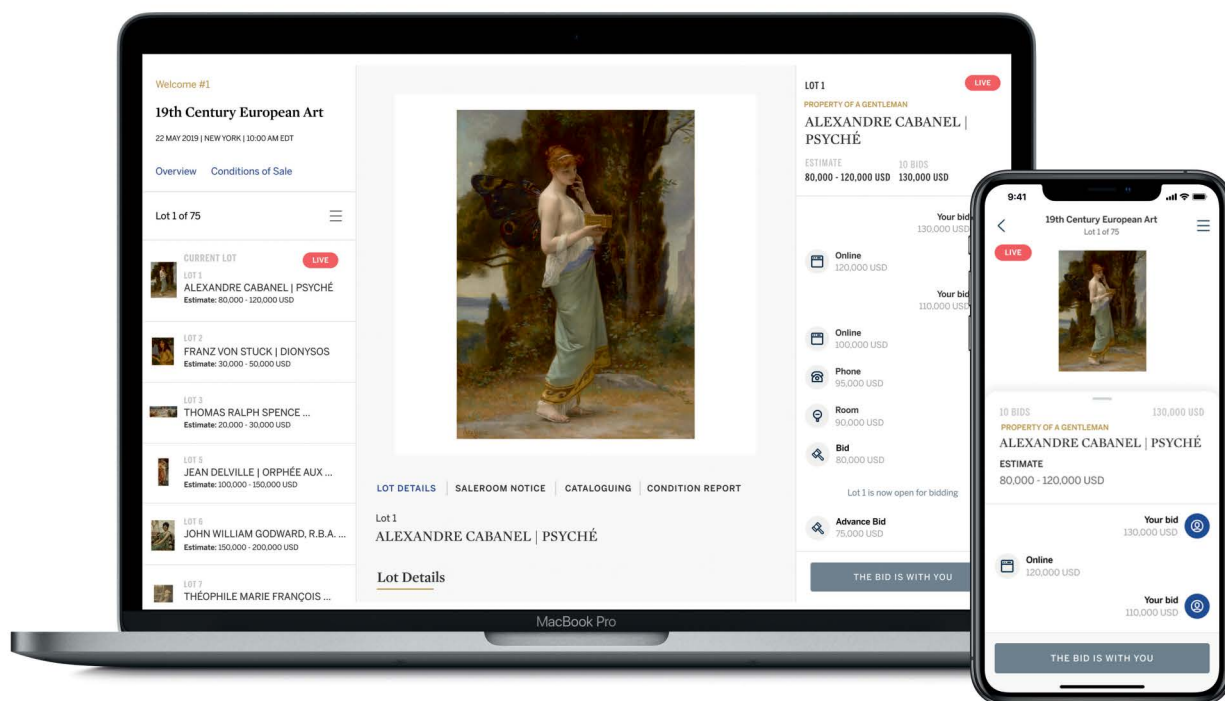 Welcome #1
19th Century European Art
22 MAY 2019 | NEW YORK | 10:00 AM EDT
Overview Conditions of Sale
Lot 1 of 75
CURRENT LOT
LIVE
LOT 1
ALEXANDRE CABANEL | PSYCHÉ
Estimate: 80,000 - 120,000 USD
LOT 2
FRANZ VON STUCK | DIONYSOS
Estimate: 30,000 - 50,000 USD
LOT 3
THOMAS RALPH SPENCE ...
Estimate: 20,000 - 30,000 USD
LOT 5
JEAN DELVILLE | ORPHÉE AUX ...
Estimate: 100,000 - 150,000 USD
LOT 6
JOHN WILLIAM GODWARD, R.B.A. ...
Estimate: 150,000 - 200,000 USD
LOT 7
THÉOPHILE MARIE FRANÇOIS ...
LOT DETAILS | SALEROOM NOTICE | CATALOGUING | CONDITION REPORT
Lot 1
ALEXANDRE CABANEL | PSYCHÉ
Lot Details
LOT 1
LIVE
PROPERTY OF A GENTLEMAN
ALEXANDRE CABANEL |
PSYCHÉ
ESTIMATE 10 BIDS
80,000 - 120,000 USD 130,000 USD
Your bid
130,000 USD
Online
120,000 USD
Your bid
110,000 USD
Online
100,000 USD
Phone
95,000 USD
Room
90,000 USD
Bid
80,000 USD
Lot 1 is now open for bidding
Advance Bid
75,000 USD
THE BID IS WITH YOU
MacBook Pro
9:41
19th Century European Art
Lot 1 of 75
LIVE
10 BIDS 130,000 USD
PROPERTY OF A GENTLEMAN
ALEXANDRE CABANEL | PSYCHÉ
ESTIMATE
80,000 - 120,000 USD
Your bid
130,000 USD
Online
120,000 USD
Your bid
110,000 USD
THE BID IS WITH YOU